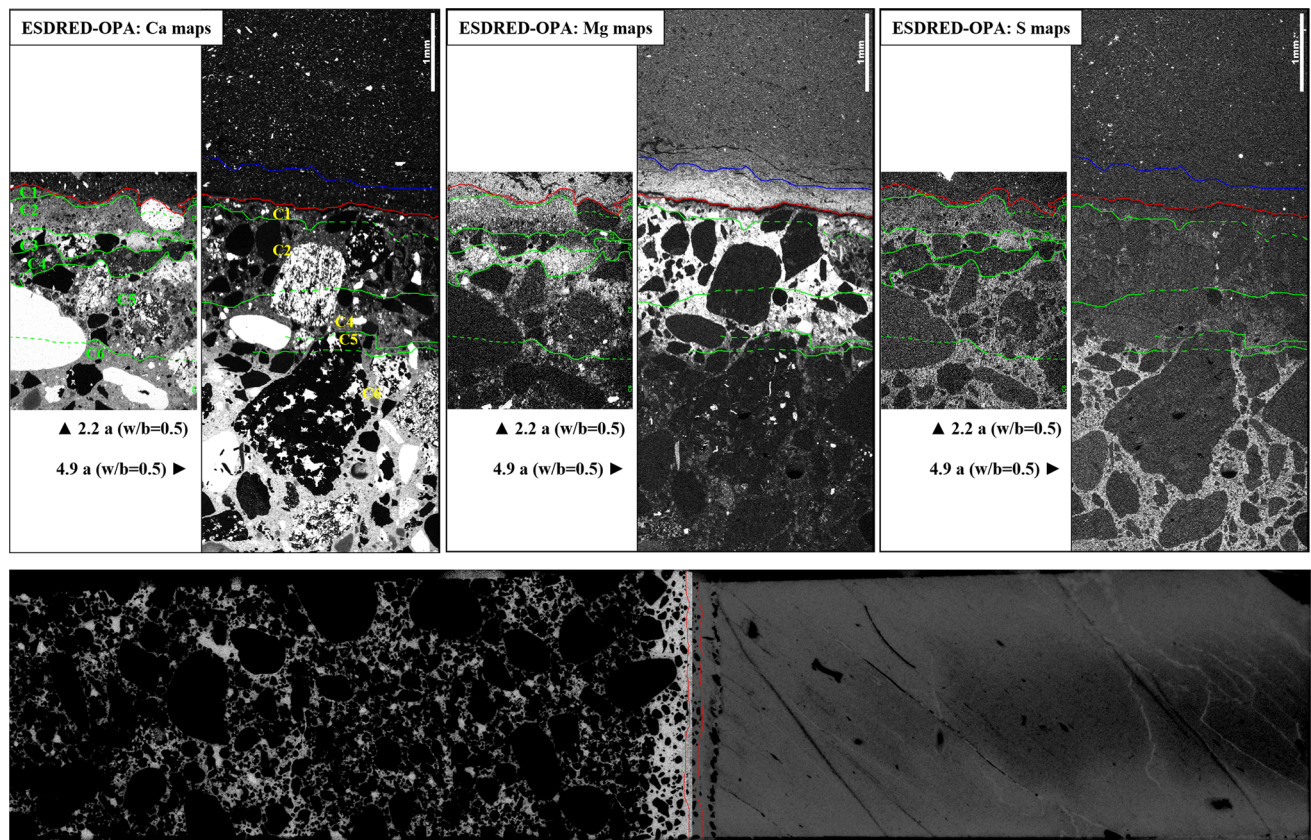 ESDRED-OPA: Ca maps
1mm
C1
C2
C3
C4
C5
C6
C1
C2
C4
C5
C6
▲ 2.2 a (w/b=0.5)
4.9 a (w/b=0.5) ►
ESDRED-OPA: Mg maps
1mm
▲ 2.2 a (w/b=0.5)
4.9 a (w/b=0.5) ►
ESDRED-OPA: S maps
1mm
▲ 2.2 a (w/b=0.5)
4.9 a (w/b=0.5) ►